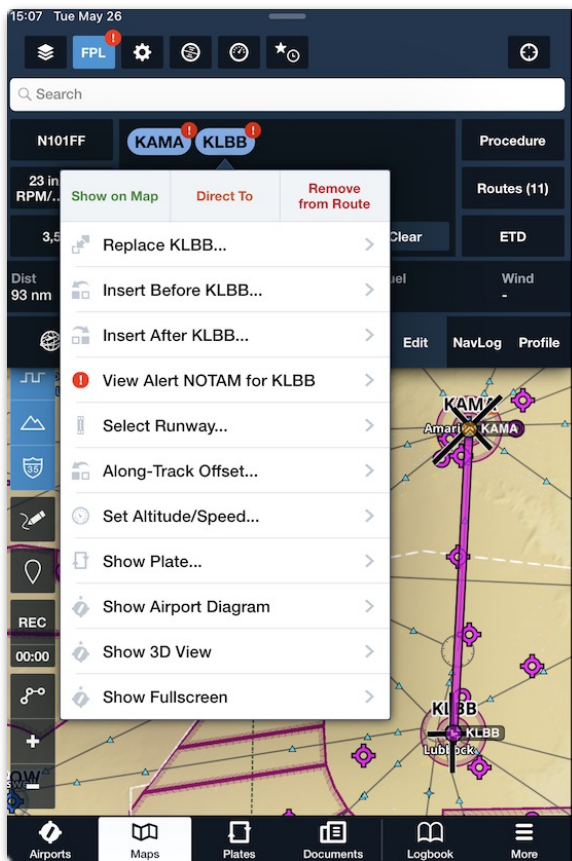 15:07 Tue May 26
FPL
Search
N101FF
KAMA KLBB
Procedure
23 in
RPM/..
Routes (11)
3,5
Clear
ETD
Dist
93 nm
uel
Wind
-
Edit NavLog Profile
Show on Map
Direct To
Remove
from Route
Replace KLBB...
Insert Before KLBB...
Insert After KLBB...
View Alert NOTAM for KLBB
Select Runway...
Along-Track Offset...
Set Altitude/Speed...
Show Plate...
Show Airport Diagram
Show 3D View
Show Fullscreen
35
REC
00:00
KAMA
Amari KAMA
KLBB
KLBB
Lubbock
OW
Airports
Maps
Plates
Documents
Logbook
More